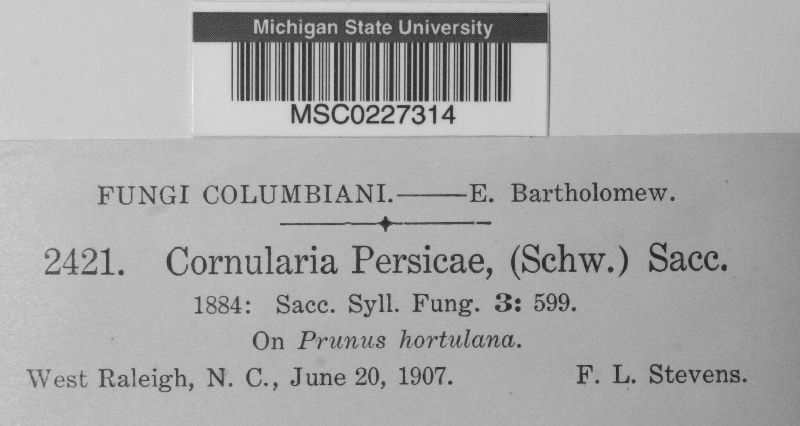 Michigan State University
MSC0227314
FUNGI COLUMBIANI.——E. Bartholomew.
2421. Cornularia Persicae, (Schw.) Sacc.
1884: Sacc. Syll. Fung. 3: 599.
On Prunus hortulana.
West Raleigh, N. C., June 20, 1907. F. L. Stevens.